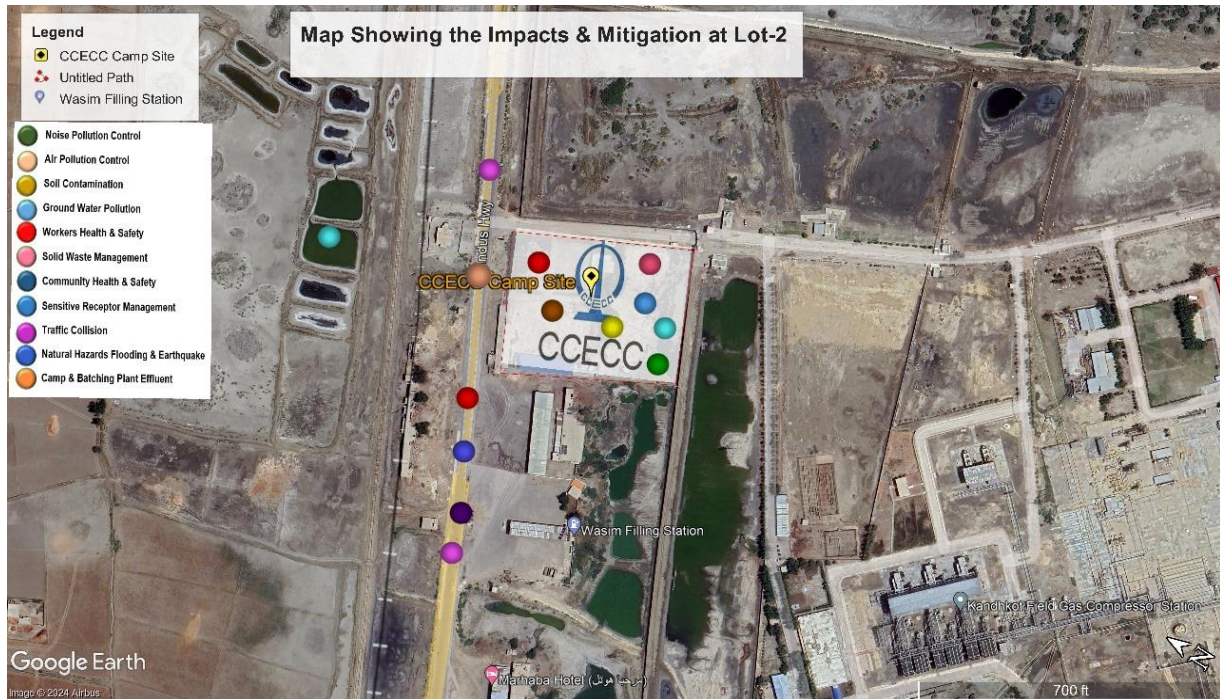 Legend
CCECC Camp Site
Untitled Path
Wasim Filling Station
Map Showing the Impacts & Mitigation at Lot-2
Noise Pollution Control
Air Pollution Control
Soil Contamination
Ground Water Pollution
Workers Health & Safety
Solid Waste Management
Community Health & Safety
Sensitive Receptor Management
Traffic Collision
Natural Hazards Flooding & Earthquake
Camp & Batching Plant Effluent
Indus Hwy
CCECC Camp Site
CCECC
CCECC
Wasim Filling Station
Kandhkot Field Gas Compressor Station
Marhaba Hotel (مرحبا هوٹل)
Google Earth
Image © 2024 Airbus
700 ft
N